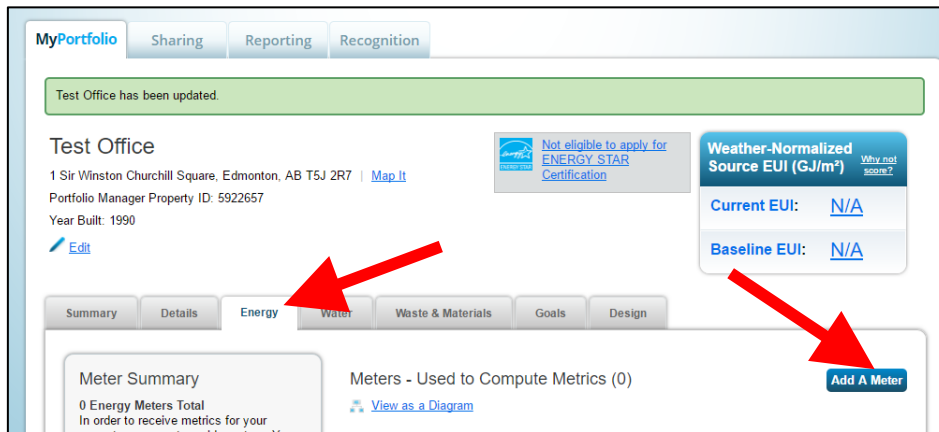 MyPortfolio Sharing Reporting Recognition
Test Office has been updated.
Test Office
1 Sir Winston Churchill Square, Edmonton, AB T5J 2R7 | Map It
Portfolio Manager Property ID: 5922657
Year Built: 1990
Edit
ENERGY STAR
Not eligible to apply for
ENERGY STAR
Certification
Weather-Normalized
Source EUI (GJ/m²)
Why not
score?
Current EUI: N/A
Baseline EUI: N/A
Summary Details Energy Water Waste & Materials Goals Design
Meter Summary
0 Energy Meters Total
In order to receive metrics for your
Meters - Used to Compute Metrics (0)
View as a Diagram
Add A Meter